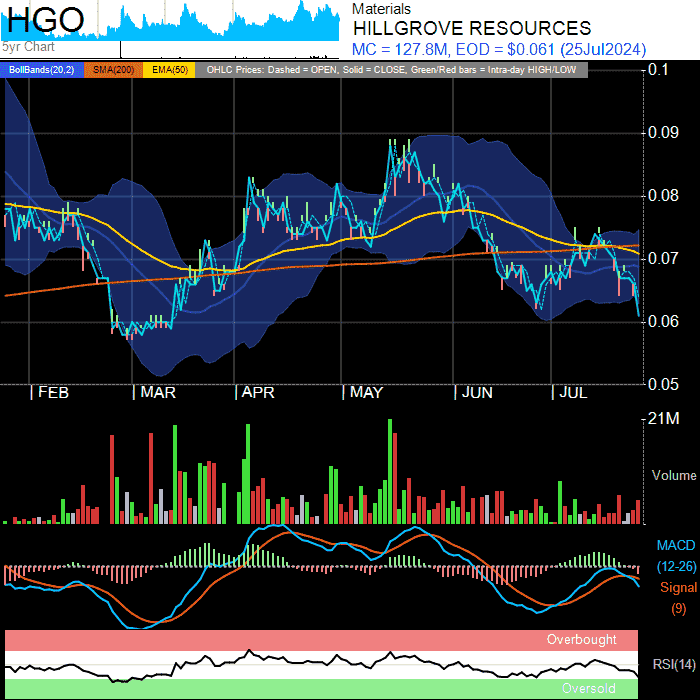 HGO
5yr Chart
Materials
HILLGROVE RESOURCES
MC = 127.8M, EOD = $0.061 (25Jul2024)
BollBands(20,2) SMA(200) EMA(50) OHLC Prices: Dashed = OPEN, Solid = CLOSE, Green/Red bars = Intra-day HIGH/LOW
0.1
0.09
0.08
0.07
0.06
0.05
| FEB | MAR | APR | MAY | JUN | JUL
21M
Volume
MACD
(12-26)
Signal
(9)
Overbought
RSI(14)
Oversold